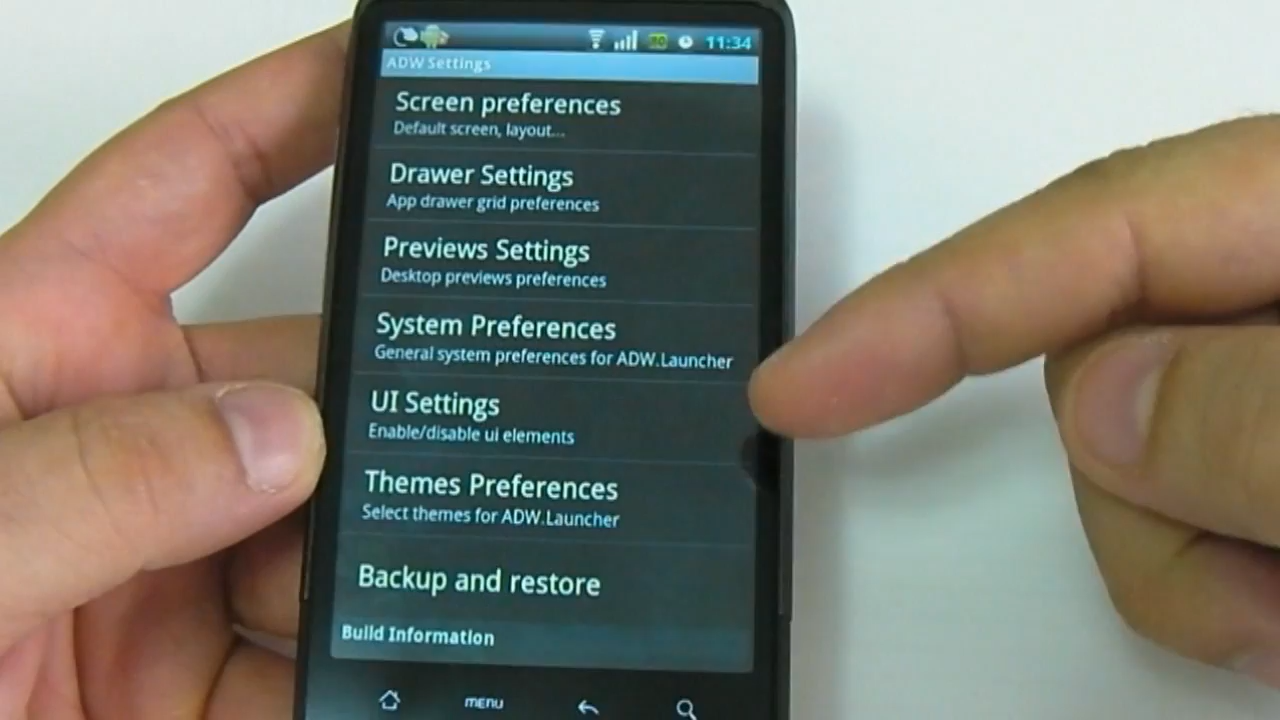 11:34
ADW Settings
Screen preferences
Default screen, layout...
Drawer Settings
App drawer grid preferences
Previews Settings
Desktop previews preferences
System Preferences
General system preferences for ADW.Launcher
UI Settings
Enable/disable ui elements
Themes Preferences
Select themes for ADW.Launcher
Backup and restore
Build Information
MENU